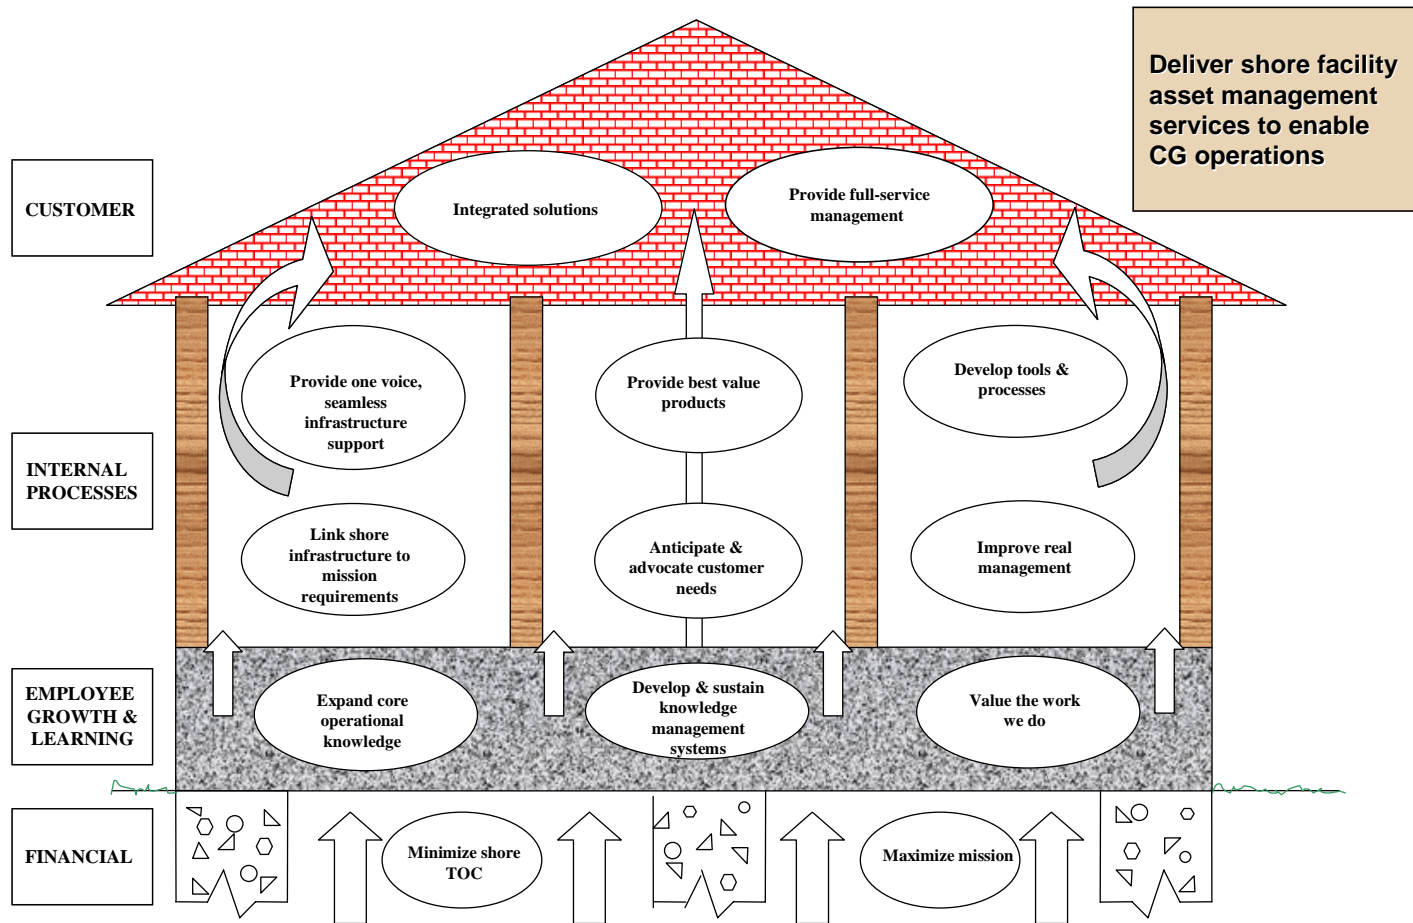 Deliver shore facility
asset management
services to enable
CG operations
CUSTOMER
Integrated solutions
Provide full-service
management
INTERNAL
PROCESSES
Provide one voice,
seamless
infrastructure
support
Provide best value
products
Develop tools &
processes
Link shore
infrastructure to
mission
requirements
Anticipate &
advocate customer
needs
Improve real
management
EMPLOYEE
GROWTH &
LEARNING
Expand core
operational
knowledge
Develop & sustain
knowledge
management
systems
Value the work
we do
FINANCIAL
Minimize shore
TOC
Maximize mission